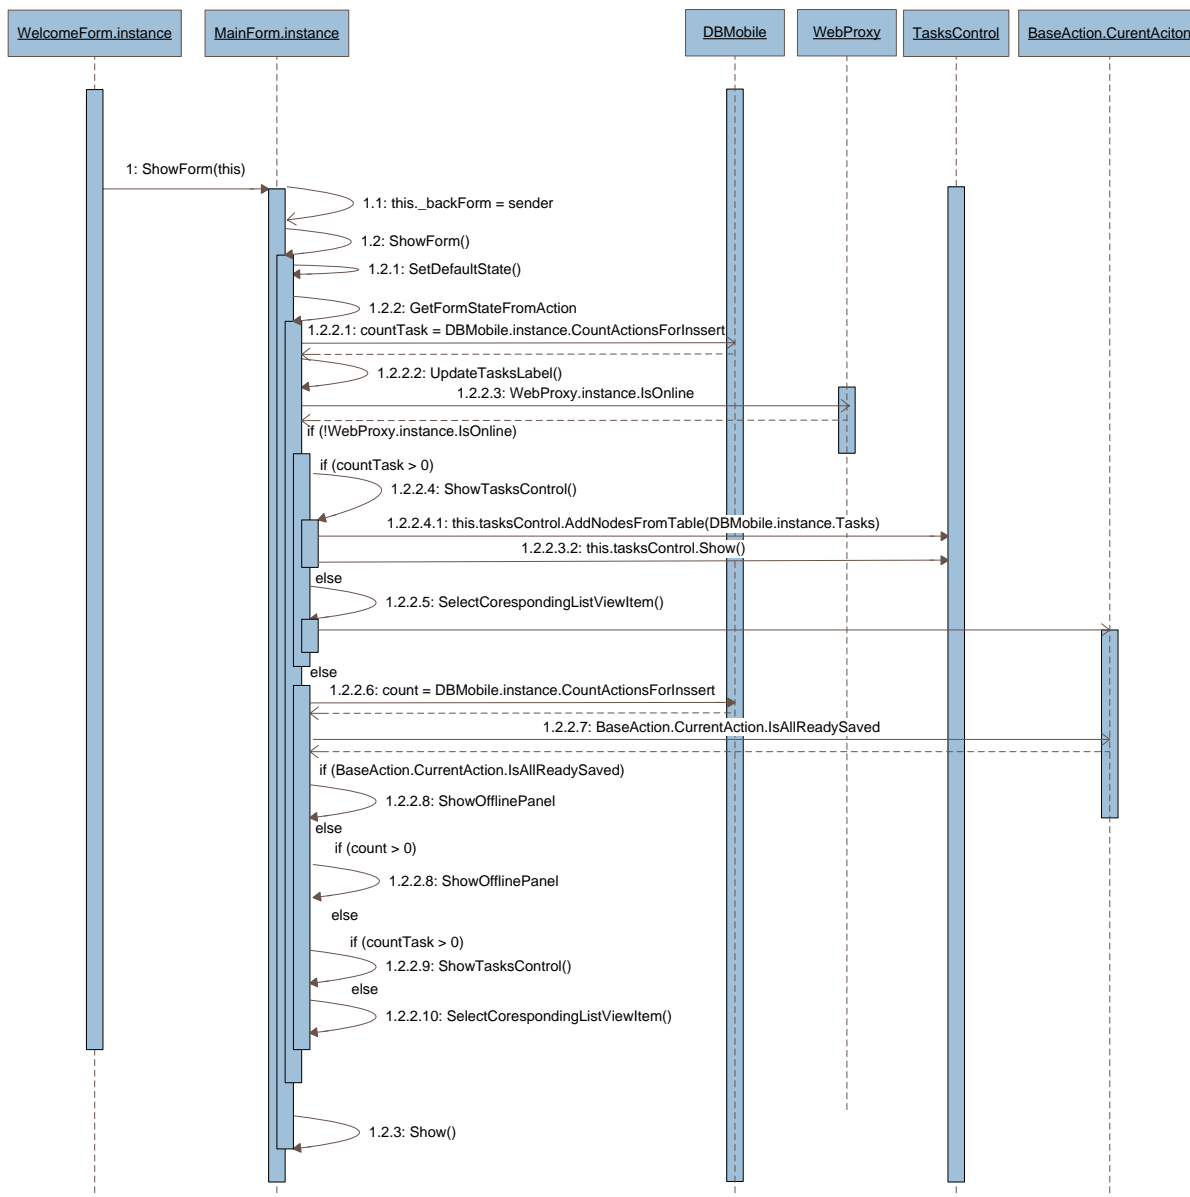 WelcomeForm.instance
MainForm.instance
DBMobile
WebProxy
TasksControl
BaseAction.CurentAciton
1: ShowForm(this)
1.1: this._backForm = sender
1.2: ShowForm()
1.2.1: SetDefaultState()
1.2.2: GetFormStateFromAction
1.2.2.1: countTask = DBMobile.instance.CountActionsForInssert
1.2.2.2: UpdateTasksLabel()
1.2.2.3: WebProxy.instance.IsOnline
if (!WebProxy.instance.IsOnline)
if (countTask > 0)
1.2.2.4: ShowTasksControl()
1.2.2.4.1: this.tasksControl.AddNodesFromTable(DBMobile.instance.Tasks)
1.2.2.3.2: this.tasksControl.Show()
else
1.2.2.5: SelectCorespondingListViewItem()
else
1.2.2.6: count = DBMobile.instance.CountActionsForInssert
1.2.2.7: BaseAction.CurrentAction.IsAllReadySaved
if (BaseAction.CurrentAction.IsAllReadySaved)
1.2.2.8: ShowOfflinePanel
else
if (count > 0)
1.2.2.8: ShowOfflinePanel
else
if (countTask > 0)
1.2.2.9: ShowTasksControl()
else
1.2.2.10: SelectCorespondingListViewItem()
1.2.3: Show()